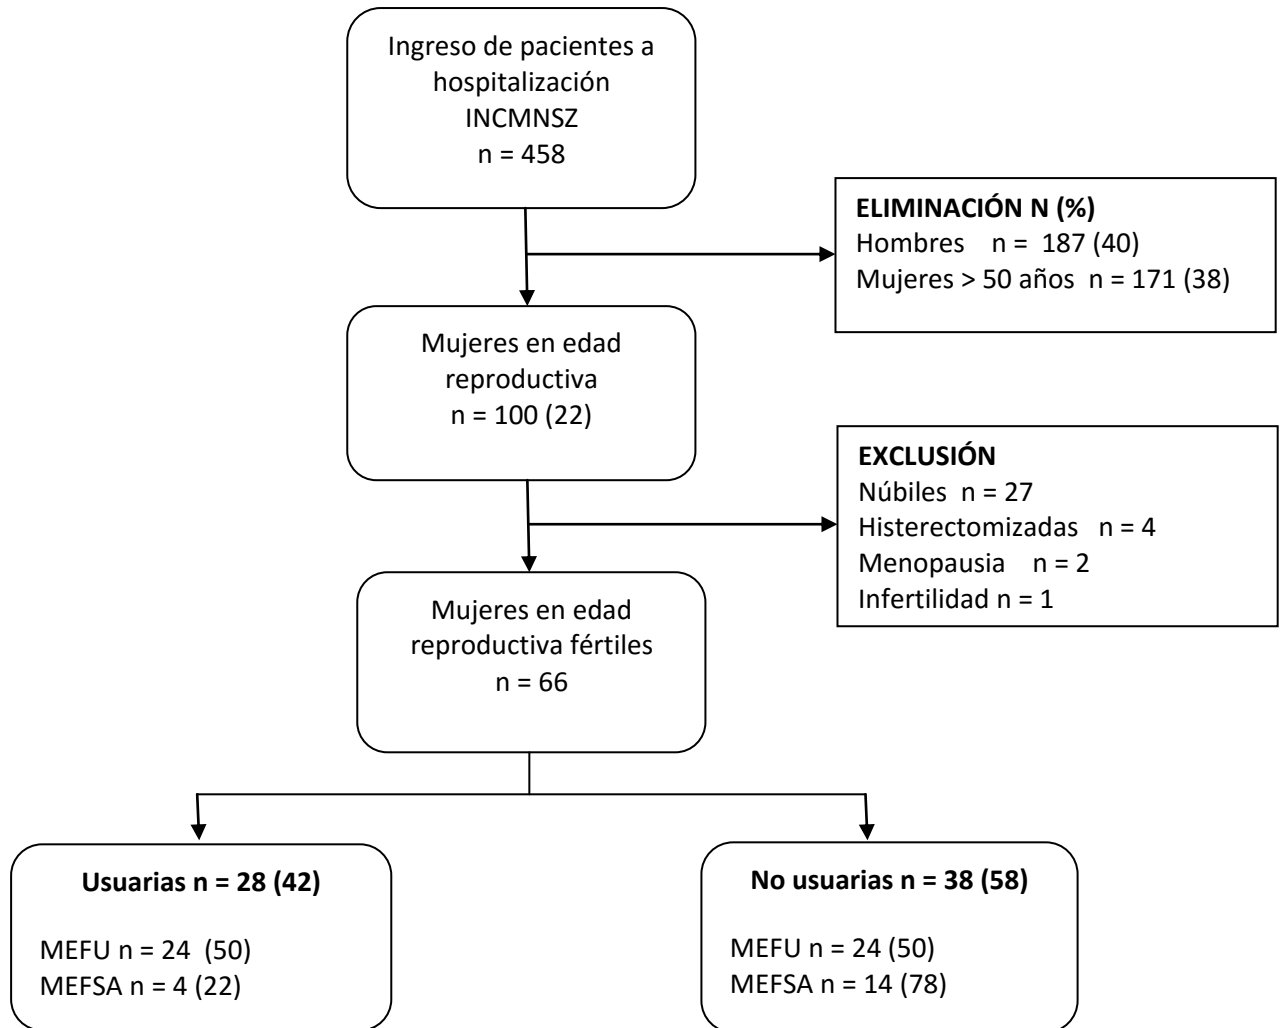 Ingreso de pacientes a
hospitalización
INCMNSZ
n = 458
ELIMINACIÓN N (%)
Hombres n = 187 (40)
Mujeres > 50 años n = 171 (38)
Mujeres en edad
reproductiva
n = 100 (22)
EXCLUSIÓN
Núbiles n = 27
Histerectomizadas n = 4
Menopausia n = 2
Infertilidad n = 1
Mujeres en edad
reproductiva fértiles
n = 66
Usuarias n = 28 (42)
MEFU n = 24 (50)
MEFSA n = 4 (22)
No usuarias n = 38 (58)
MEFU n = 24 (50)
MEFSA n = 14 (78)